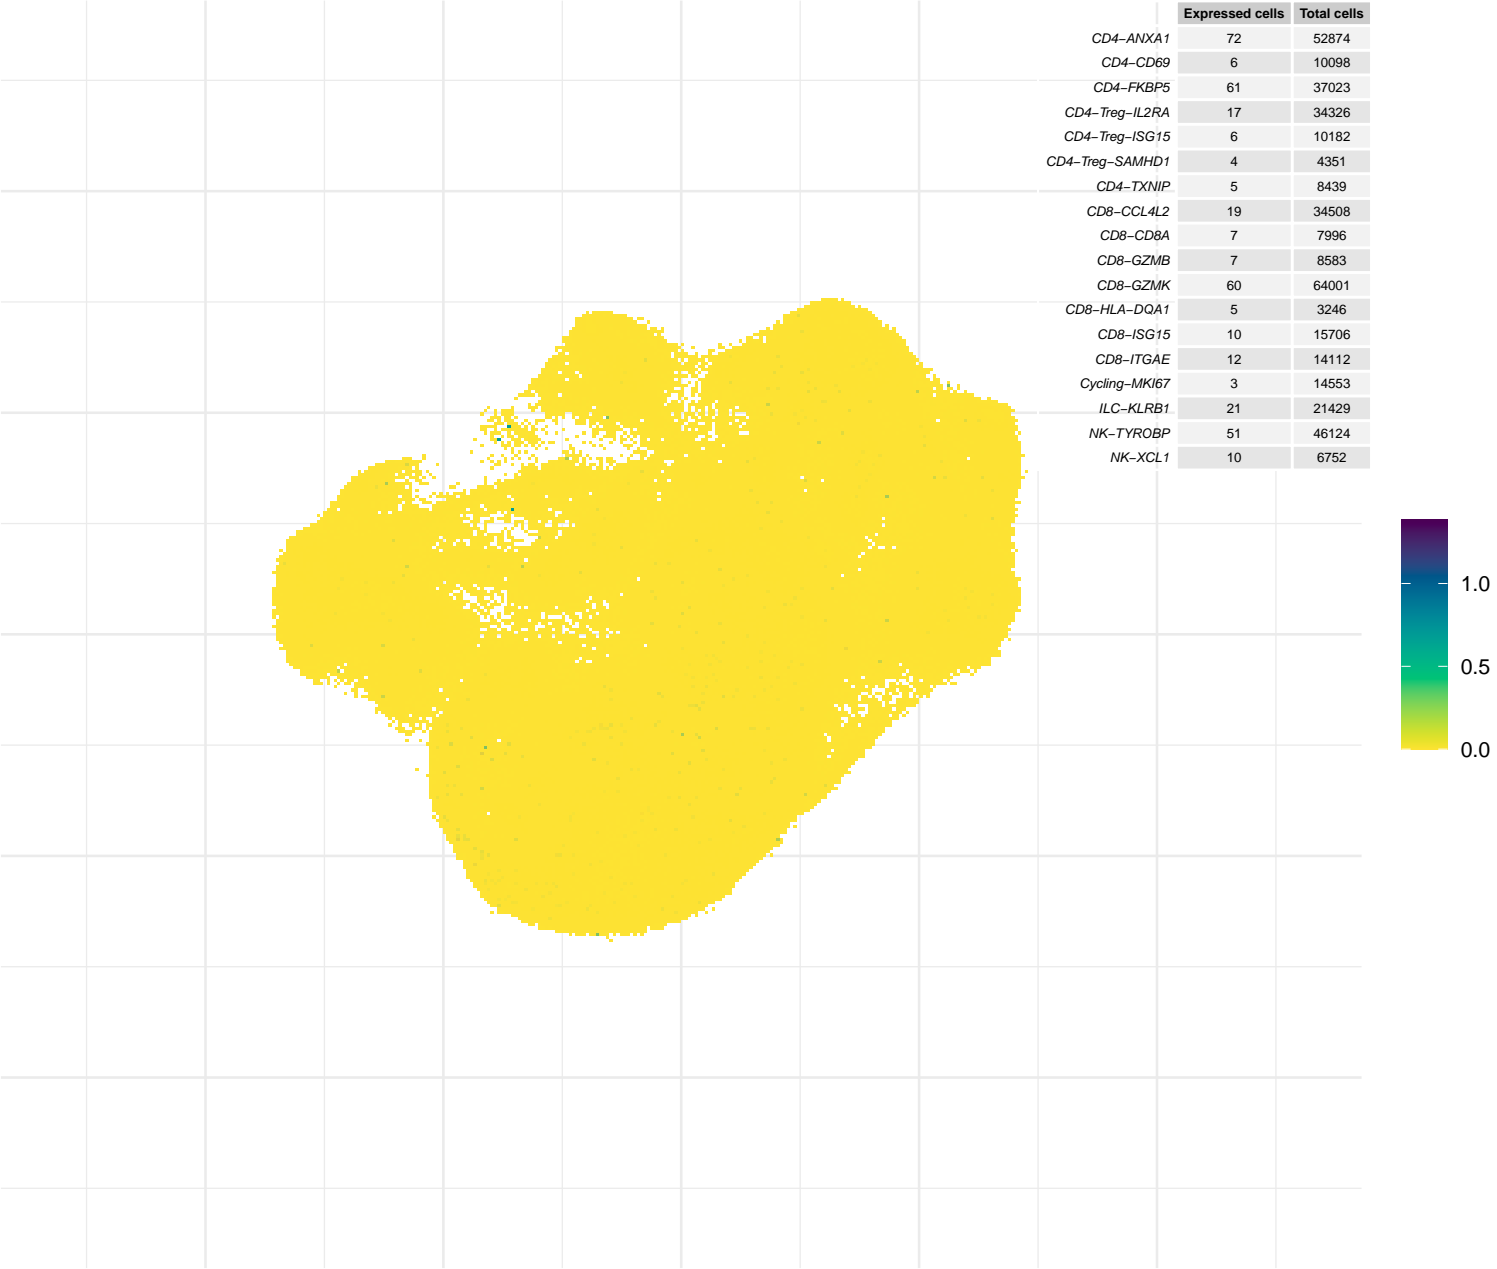 Expressed cells Total cells
CD4−ANXA1 72 52874
CD4−CD69 6 10098
CD4−FKBP5 61 37023
CD4−Treg−IL2RA 17 34326
CD4−Treg−ISG15 6 10182
CD4−Treg−SAMHD1 4 4351
CD4−TXNIP 5 8439
CD8−CCL4L2 19 34508
CD8−CD8A 7 7996
CD8−GZMB 7 8583
CD8−GZMK 60 64001
CD8−HLA−DQA1 5 3246
CD8−ISG15 10 15706
CD8−ITGAE 12 14112
Cycling−MKI67 3 14553
ILC−KLRB1 21 21429
NK−TYROBP 51 46124
NK−XCL1 10 6752
1.0
0.5
0.0